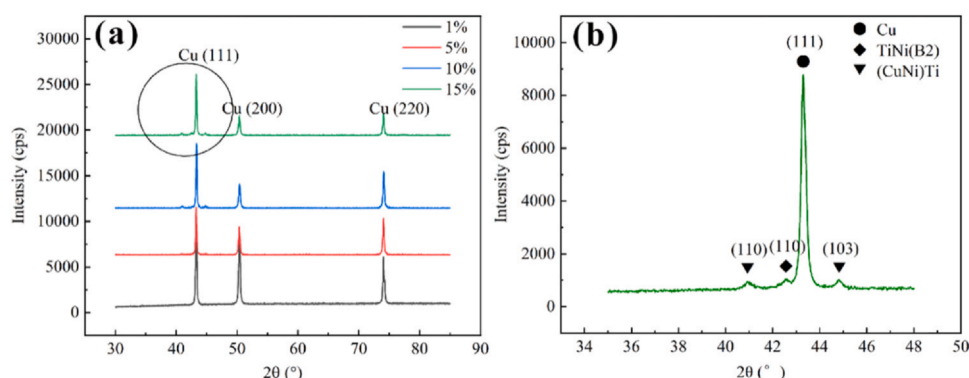 (a)
1%
5%
10%
15%
Cu (111)
Cu (200)
Cu (220)
Intensity (cps)
30000
25000
20000
15000
10000
5000
0
30 40 50 60 70 80 90
2θ (°)
(b)
Cu
TiNi(B2)
(CuNi)Ti
(111)
(110)
(110)
(103)
Intensity (cps)
10000
8000
6000
4000
2000
0
34 36 38 40 42 44 46 48 50
2θ (°)